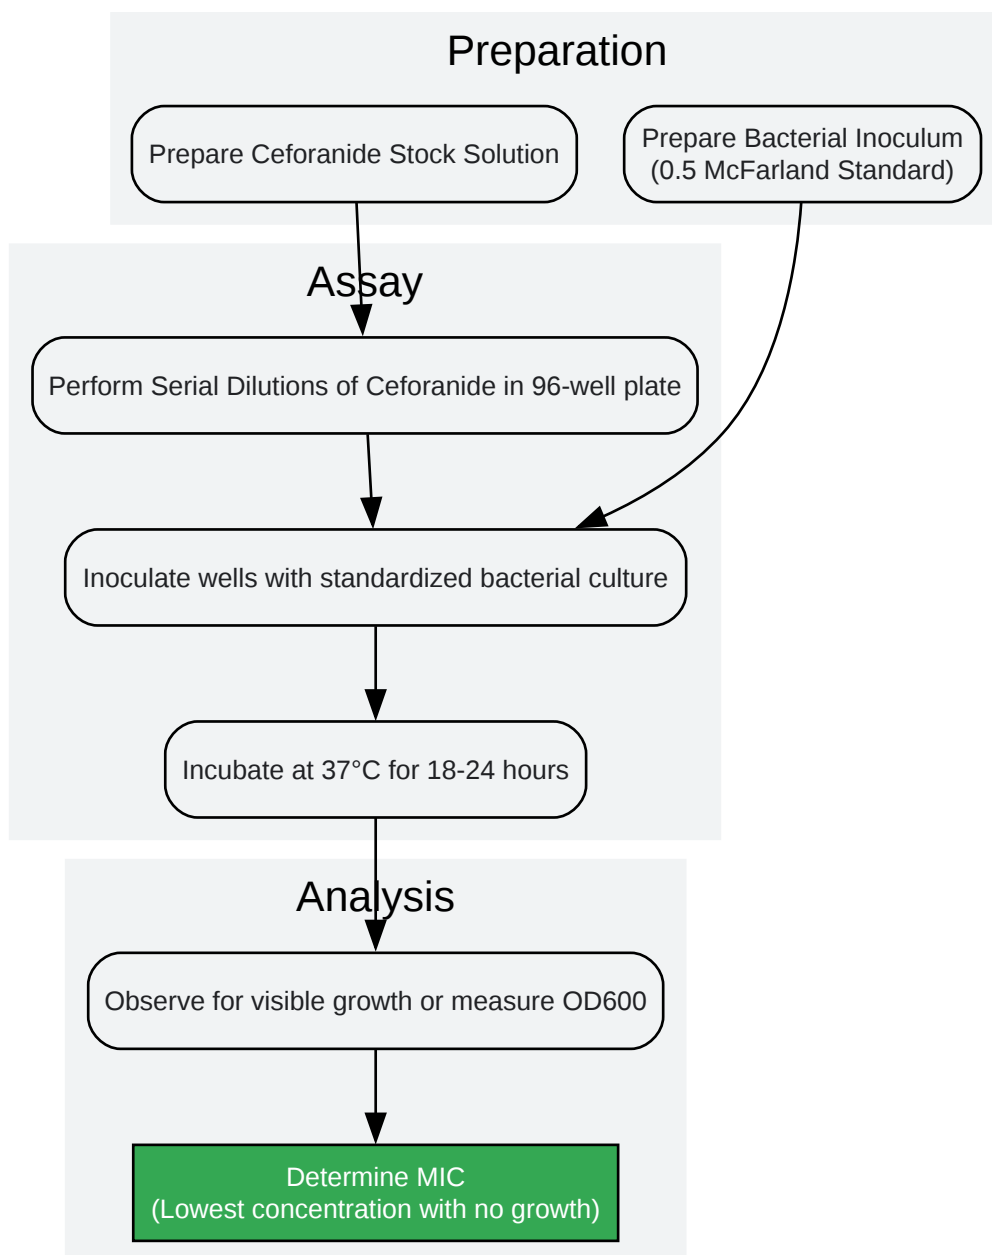 Preparation
Prepare Ceforanide Stock Solution
Prepare Bacterial Inoculum
(0.5 McFarland Standard)
Assay
Perform Serial Dilutions of Ceforanide in 96-well plate
Inoculate wells with standardized bacterial culture
Incubate at 37°C for 18-24 hours
Analysis
Observe for visible growth or measure OD600
Determine MIC
(Lowest concentration with no growth)